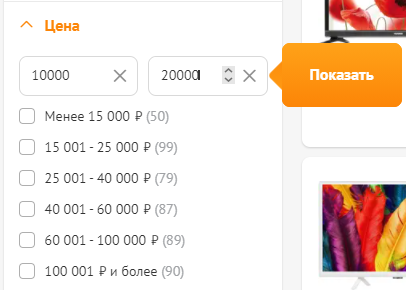 Цена
10000 20000 Показать
Менее 15 000 ₽ (50)
15 001 - 25 000 ₽ (99)
25 001 - 40 000 ₽ (79)
40 001 - 60 000 ₽ (87)
60 001 - 100 000 ₽ (89)
100 001 ₽ и более (90)